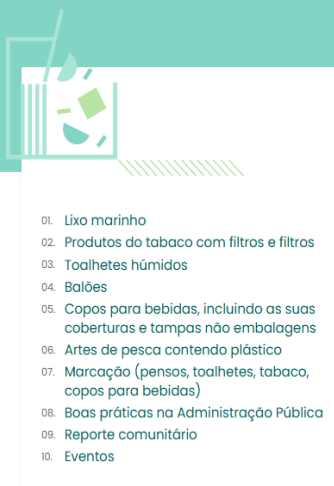 01. Lixo marinho
02. Produtos do tabaco com filtros e filtros
03. Toalhetes húmidos
04. Balões
05. Copos para bebidas, incluindo as suas
coberturas e tampas não embalagens
06. Artes de pesca contendo plástico
07. Marcação (pensos, toalhetes, tabaco,
copos para bebidas)
08. Boas práticas na Administração Pública
09. Reporte comunitário
10. Eventos